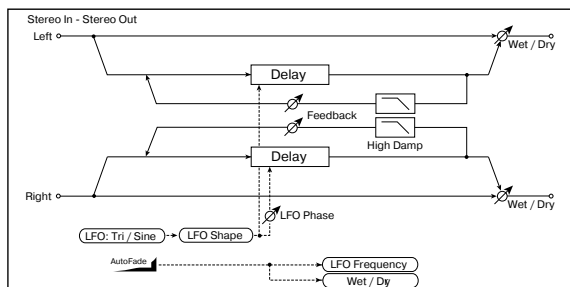 Stereo In - Stereo Out
Left
Wet / Dry
Delay
Feedback
High Damp
Delay
Right
Wet / Dry
LFO Phase
LFO: Tri / Sine
LFO Shape
AutoFade
LFO Frequency
Wet / Dry